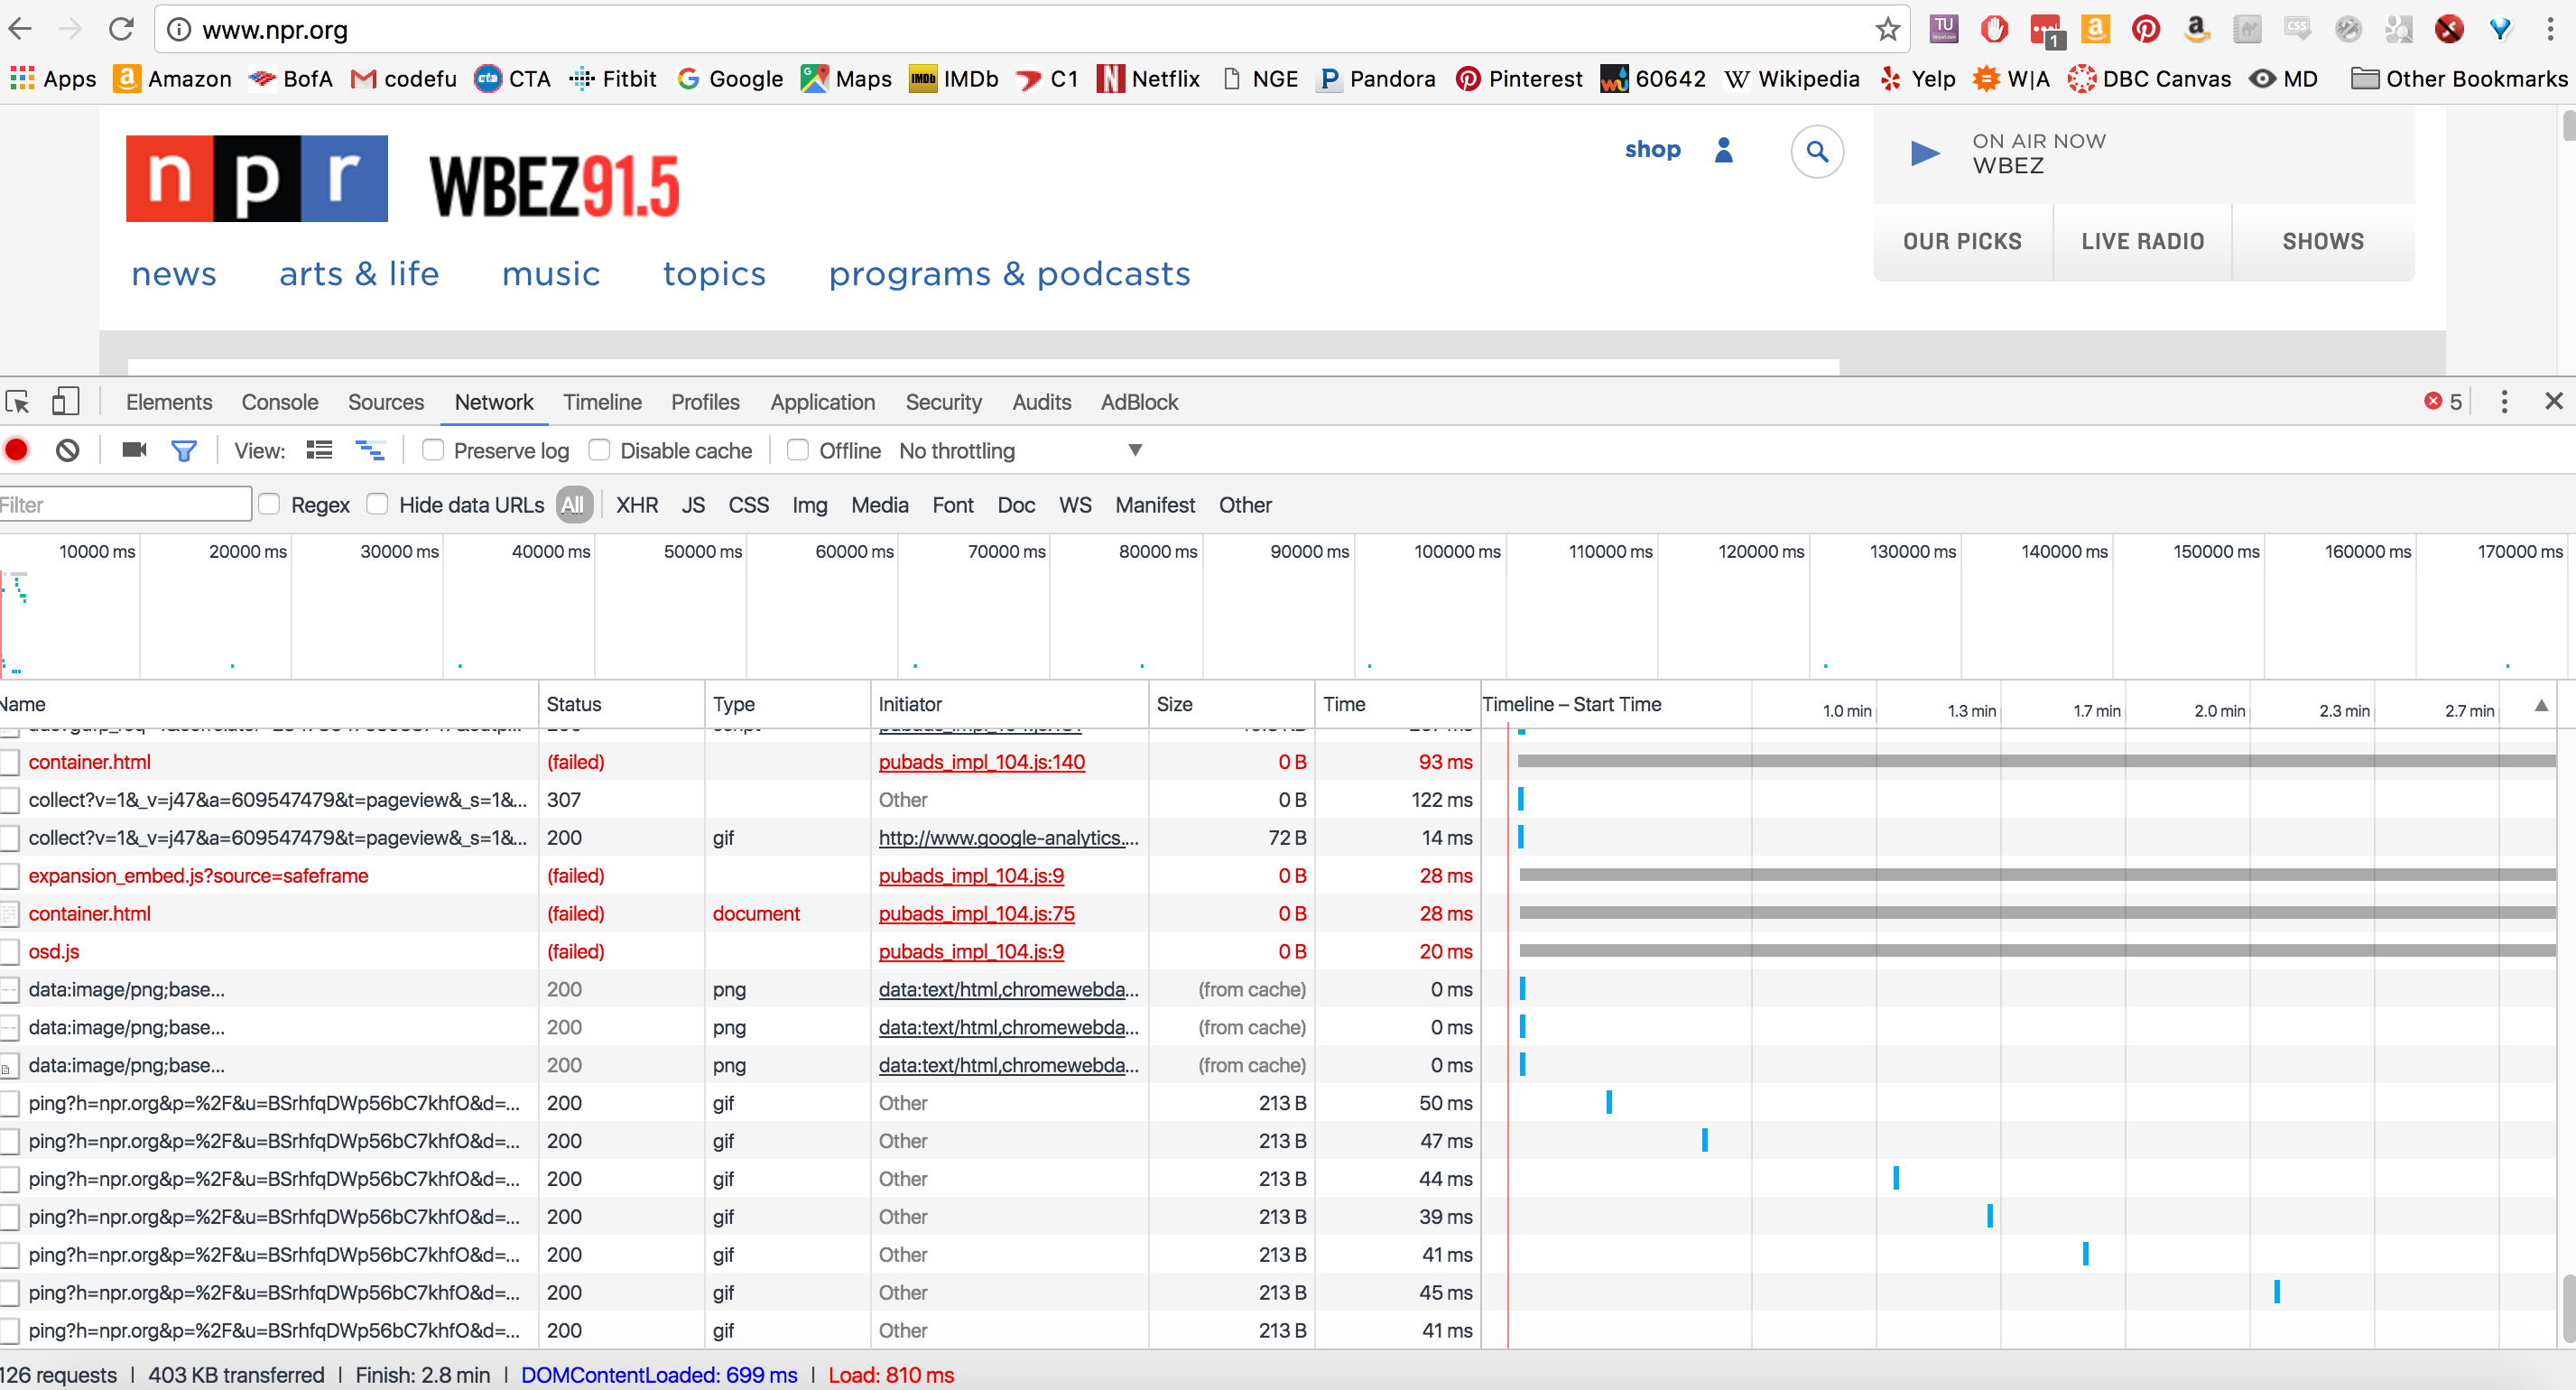 www.npr.org
TU
1
Apps Amazon BofA codefu CTA Fitbit Google Maps IMDb C1 Netflix NGE Pandora Pinterest 60642 Wikipedia Yelp W|A DBC Canvas MD Other Bookmarks
npr WBEZ91.5
shop
ON AIR NOW
WBEZ
OUR PICKS LIVE RADIO SHOWS
news arts & life music topics programs & podcasts
Elements Console Sources Network Timeline Profiles Application Security Audits AdBlock 5
View: Preserve log Disable cache Offline No throttling
Filter Regex Hide data URLs All XHR JS CSS Img Media Font Doc WS Manifest Other
10000 ms 20000 ms 30000 ms 40000 ms 50000 ms 60000 ms 70000 ms 80000 ms 90000 ms 100000 ms 110000 ms 120000 ms 130000 ms 140000 ms 150000 ms 160000 ms 170000 ms
Name Status Type Initiator Size Time Timeline – Start Time 1.0 min 1.3 min 1.7 min 2.0 min 2.3 min 2.7 min
container.html (failed) pubads_impl_104.js:140 0 B 93 ms
collect?v=1&_v=j47&a=609547479&t=pageview&_s=1&... 307 Other 0 B 122 ms
collect?v=1&_v=j47&a=609547479&t=pageview&_s=1&... 200 gif http://www.google-analytics.... 72 B 14 ms
expansion_embed.js?source=safeframe (failed) pubads_impl_104.js:9 0 B 28 ms
container.html (failed) document pubads_impl_104.js:75 0 B 28 ms
osd.js (failed) pubads_impl_104.js:9 0 B 20 ms
data:image/png;base... 200 png data:text/html,chromewebda... (from cache) 0 ms
data:image/png;base... 200 png data:text/html,chromewebda... (from cache) 0 ms
data:image/png;base... 200 png data:text/html,chromewebda... (from cache) 0 ms
ping?h=npr.org&p=%2F&u=BSrhfqDWp56bC7khfO&d=... 200 gif Other 213 B 50 ms
ping?h=npr.org&p=%2F&u=BSrhfqDWp56bC7khfO&d=... 200 gif Other 213 B 47 ms
ping?h=npr.org&p=%2F&u=BSrhfqDWp56bC7khfO&d=... 200 gif Other 213 B 44 ms
ping?h=npr.org&p=%2F&u=BSrhfqDWp56bC7khfO&d=... 200 gif Other 213 B 39 ms
ping?h=npr.org&p=%2F&u=BSrhfqDWp56bC7khfO&d=... 200 gif Other 213 B 41 ms
ping?h=npr.org&p=%2F&u=BSrhfqDWp56bC7khfO&d=... 200 gif Other 213 B 45 ms
ping?h=npr.org&p=%2F&u=BSrhfqDWp56bC7khfO&d=... 200 gif Other 213 B 41 ms
126 requests | 403 KB transferred | Finish: 2.8 min | DOMContentLoaded: 699 ms | Load: 810 ms